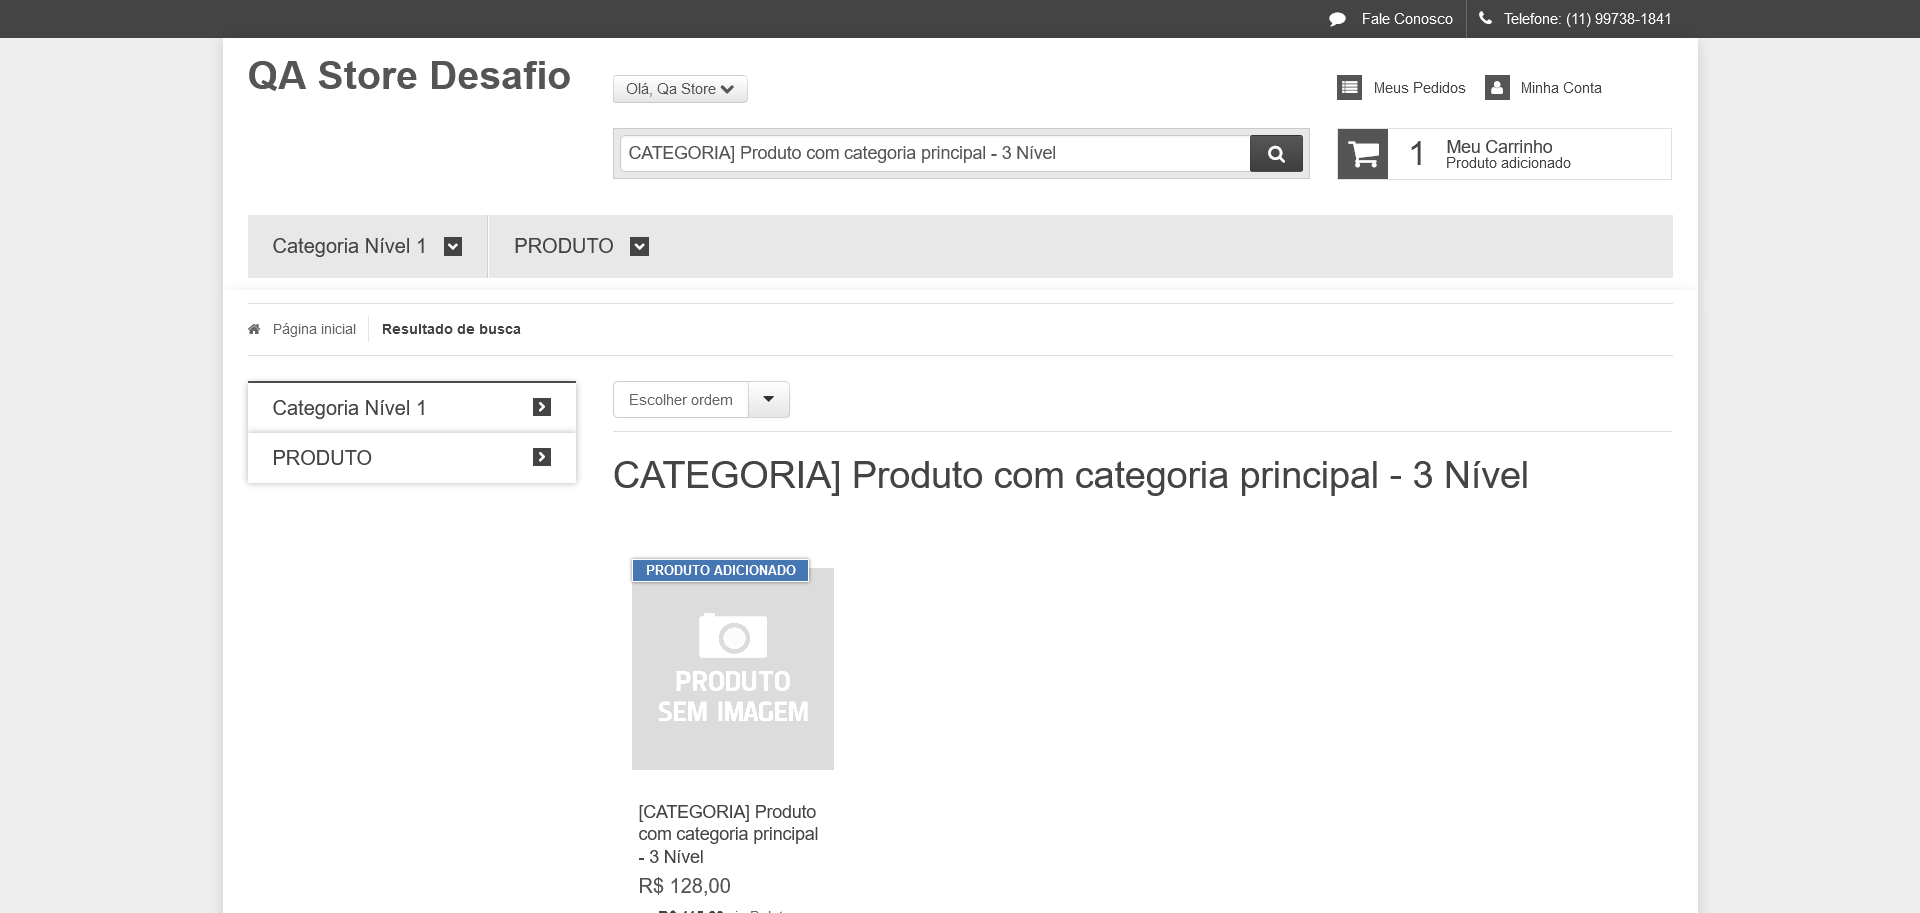 Fale Conosco
Telefone: (11) 99738-1841
QA Store Desafio
Olá, Qa Store
Meus Pedidos
Minha Conta
CATEGORIA] Produto com categoria principal - 3 Nível
1
Meu Carrinho
Produto adicionado
Categoria Nível 1
PRODUTO
Página inicial
Resultado de busca
Categoria Nível 1
PRODUTO
Escolher ordem
CATEGORIA] Produto com categoria principal - 3 Nível
PRODUTO ADICIONADO
PRODUTO
SEM IMAGEM
[CATEGORIA] Produto
com categoria principal
- 3 Nível
R$ 128,00